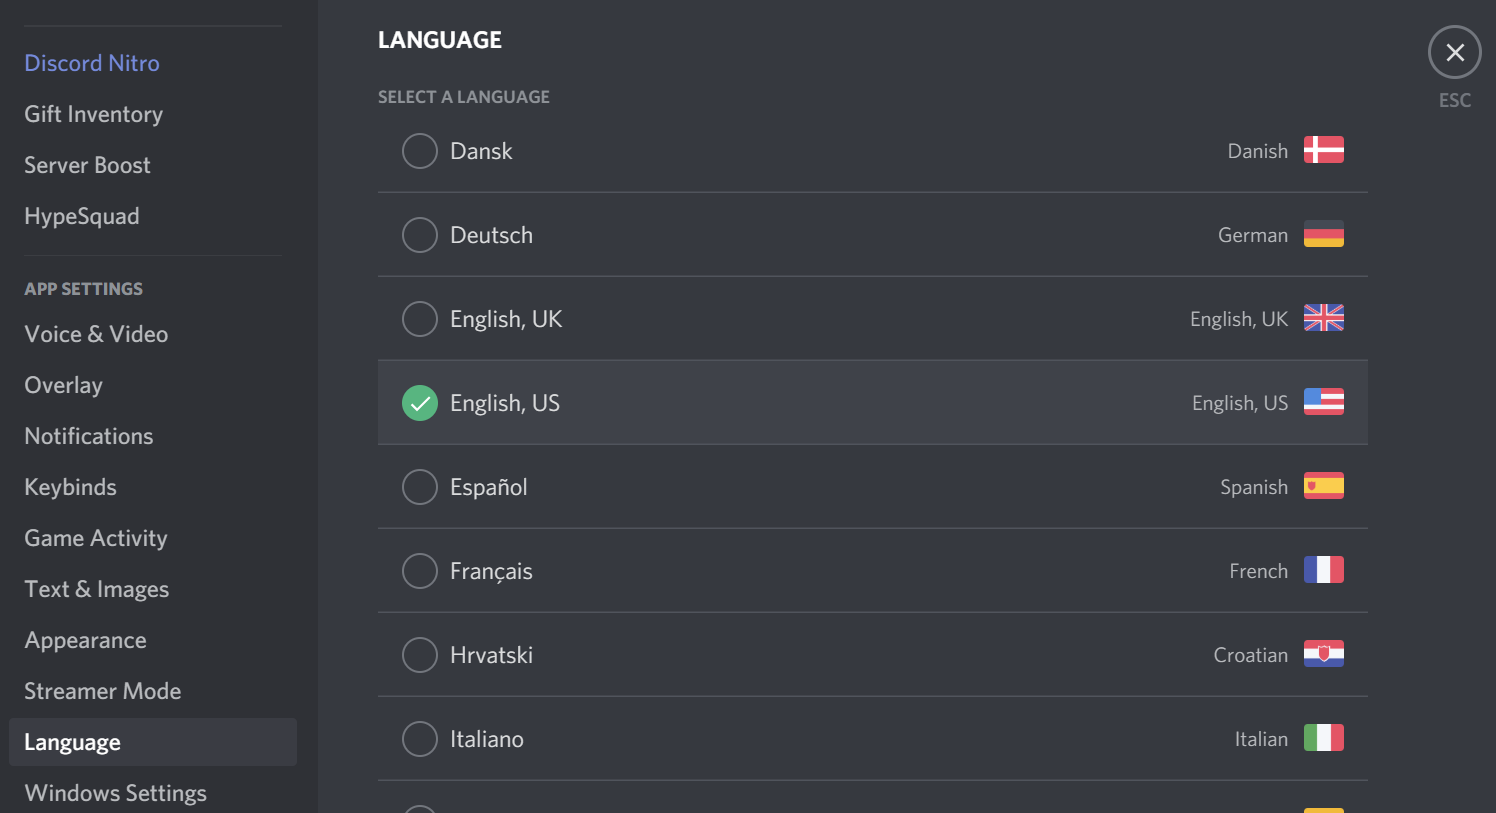 Discord Nitro
Gift Inventory
Server Boost
HypeSquad
APP SETTINGS
Voice & Video
Overlay
Notifications
Keybinds
Game Activity
Text & Images
Appearance
Streamer Mode
Language
Windows Settings
LANGUAGE
SELECT A LANGUAGE
Dansk Danish
Deutsch German
English, UK English, UK
English, US English, US
Español Spanish
Français French
Hrvatski Croatian
Italiano Italian
ESC